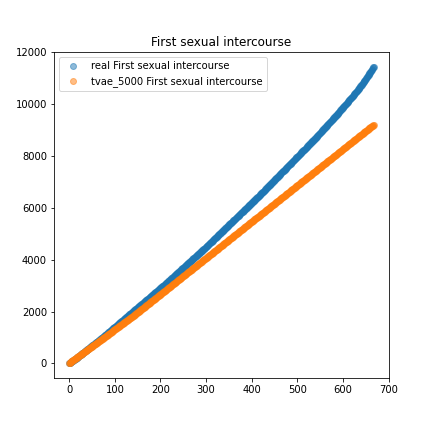 First sexual intercourse
real First sexual intercourse
tvae_5000 First sexual intercourse
12000
10000
8000
6000
4000
2000
0
0 100 200 300 400 500 600 700